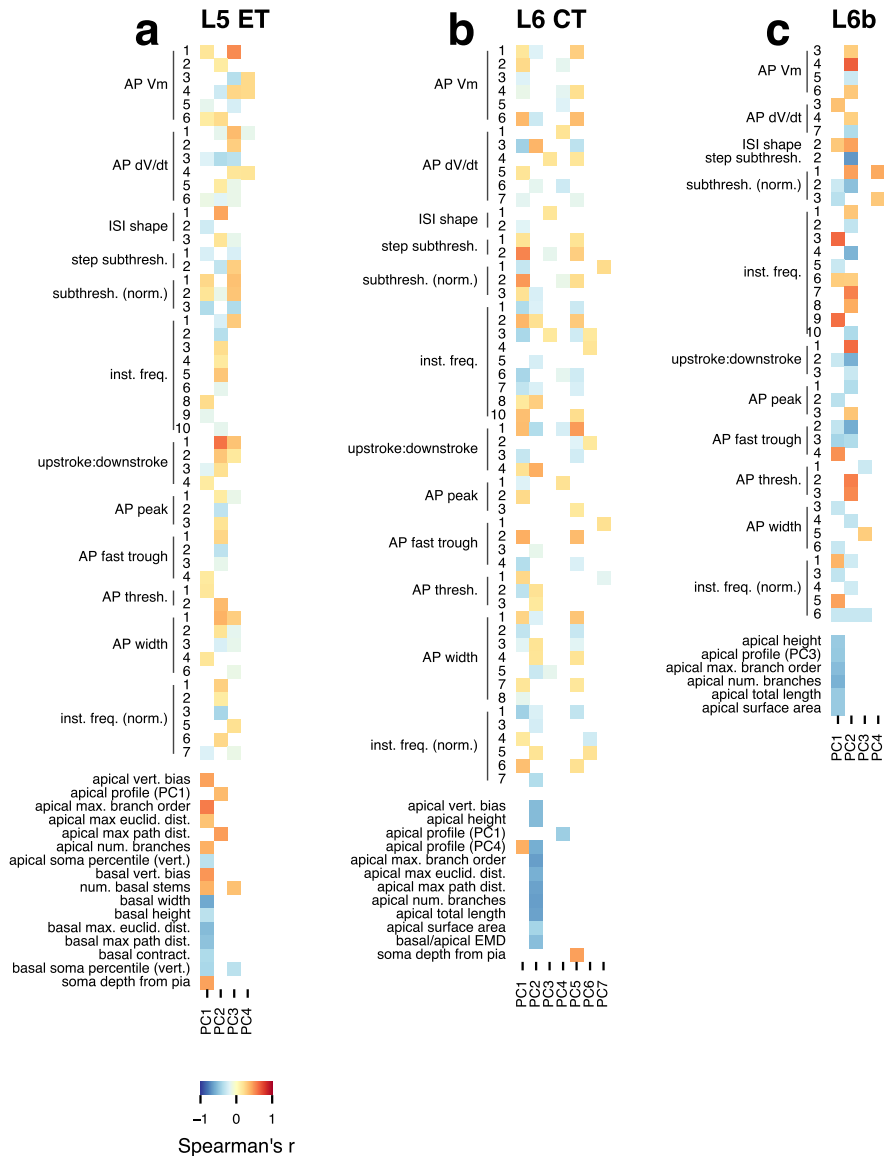 a L5 ET
AP Vm
1
2
3
4
5
6
AP dV/dt
1
2
3
4
5
6
ISI shape
1
2
3
step subthresh.
1
2
subthresh. (norm.)
1
2
3
inst. freq.
1
2
3
4
5
6
8
9
10
upstroke:downstroke
1
2
3
4
AP peak
1
2
3
AP fast trough
1
2
3
4
AP thresh.
1
2
AP width
1
2
3
4
6
inst. freq. (norm.)
1
2
3
5
6
7
apical vert. bias
apical profile (PC1)
apical max. branch order
apical max euclid. dist.
apical max path dist.
apical num. branches
apical soma percentile (vert.)
basal vert. bias
num. basal stems
basal width
basal height
basal max. euclid. dist.
basal max path dist.
basal contract.
basal soma percentile (vert.)
soma depth from pia
PC1 PC2 PC3 PC4
b L6 CT
AP Vm
1
2
3
4
5
6
AP dV/dt
1
3
4
5
6
7
ISI shape
1
2
step subthresh.
1
2
subthresh. (norm.)
1
2
3
inst. freq.
1
2
3
4
5
6
7
8
10
upstroke:downstroke
1
2
3
4
AP peak
1
2
3
AP fast trough
1
2
3
4
AP thresh.
1
2
3
AP width
1
2
3
4
5
7
8
inst. freq. (norm.)
1
3
4
5
6
7
apical vert. bias
apical height
apical profile (PC1)
apical profile (PC4)
apical max. branch order
apical max euclid. dist.
apical max path dist.
apical num. branches
apical total length
apical surface area
basal/apical EMD
soma depth from pia
PC1 PC2 PC3 PC4 PC5 PC6 PC7
c L6b
AP Vm
3
4
5
6
AP dV/dt
3
4
7
ISI shape 2
step subthresh. 2
subthresh. (norm.)
1
2
3
inst. freq.
1
2
3
4
5
6
7
8
9
10
upstroke:downstroke
1
2
3
AP peak
1
2
3
AP fast trough
2
3
4
AP thresh.
1
2
3
AP width
3
4
5
6
inst. freq. (norm.)
1
3
4
5
6
apical height
apical profile (PC3)
apical max. branch order
apical num. branches
apical total length
apical surface area
PC1 PC2 PC3 PC4
−1 0 1
Spearman's r